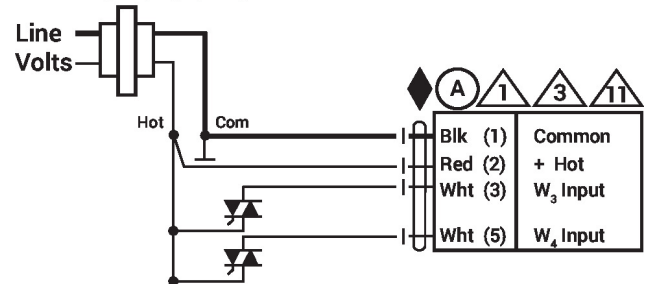 Line
Volts
Hot
Com
A 1 3 11
Blk (1) Common
Red (2) + Hot
Wht (3) W₃ Input
Wht (5) W₄ Input